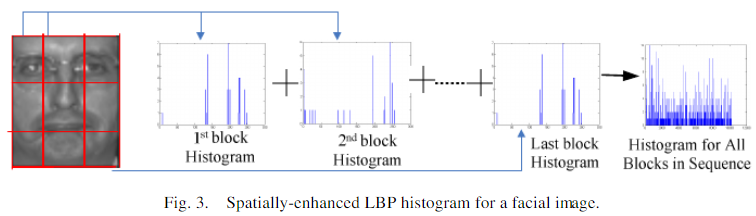 1st block
Histogram
2nd block
Histogram
Last block
Histogram
Histogram for All
Blocks in Sequence
Fig. 3. Spatially-enhanced LBP histogram for a facial image.